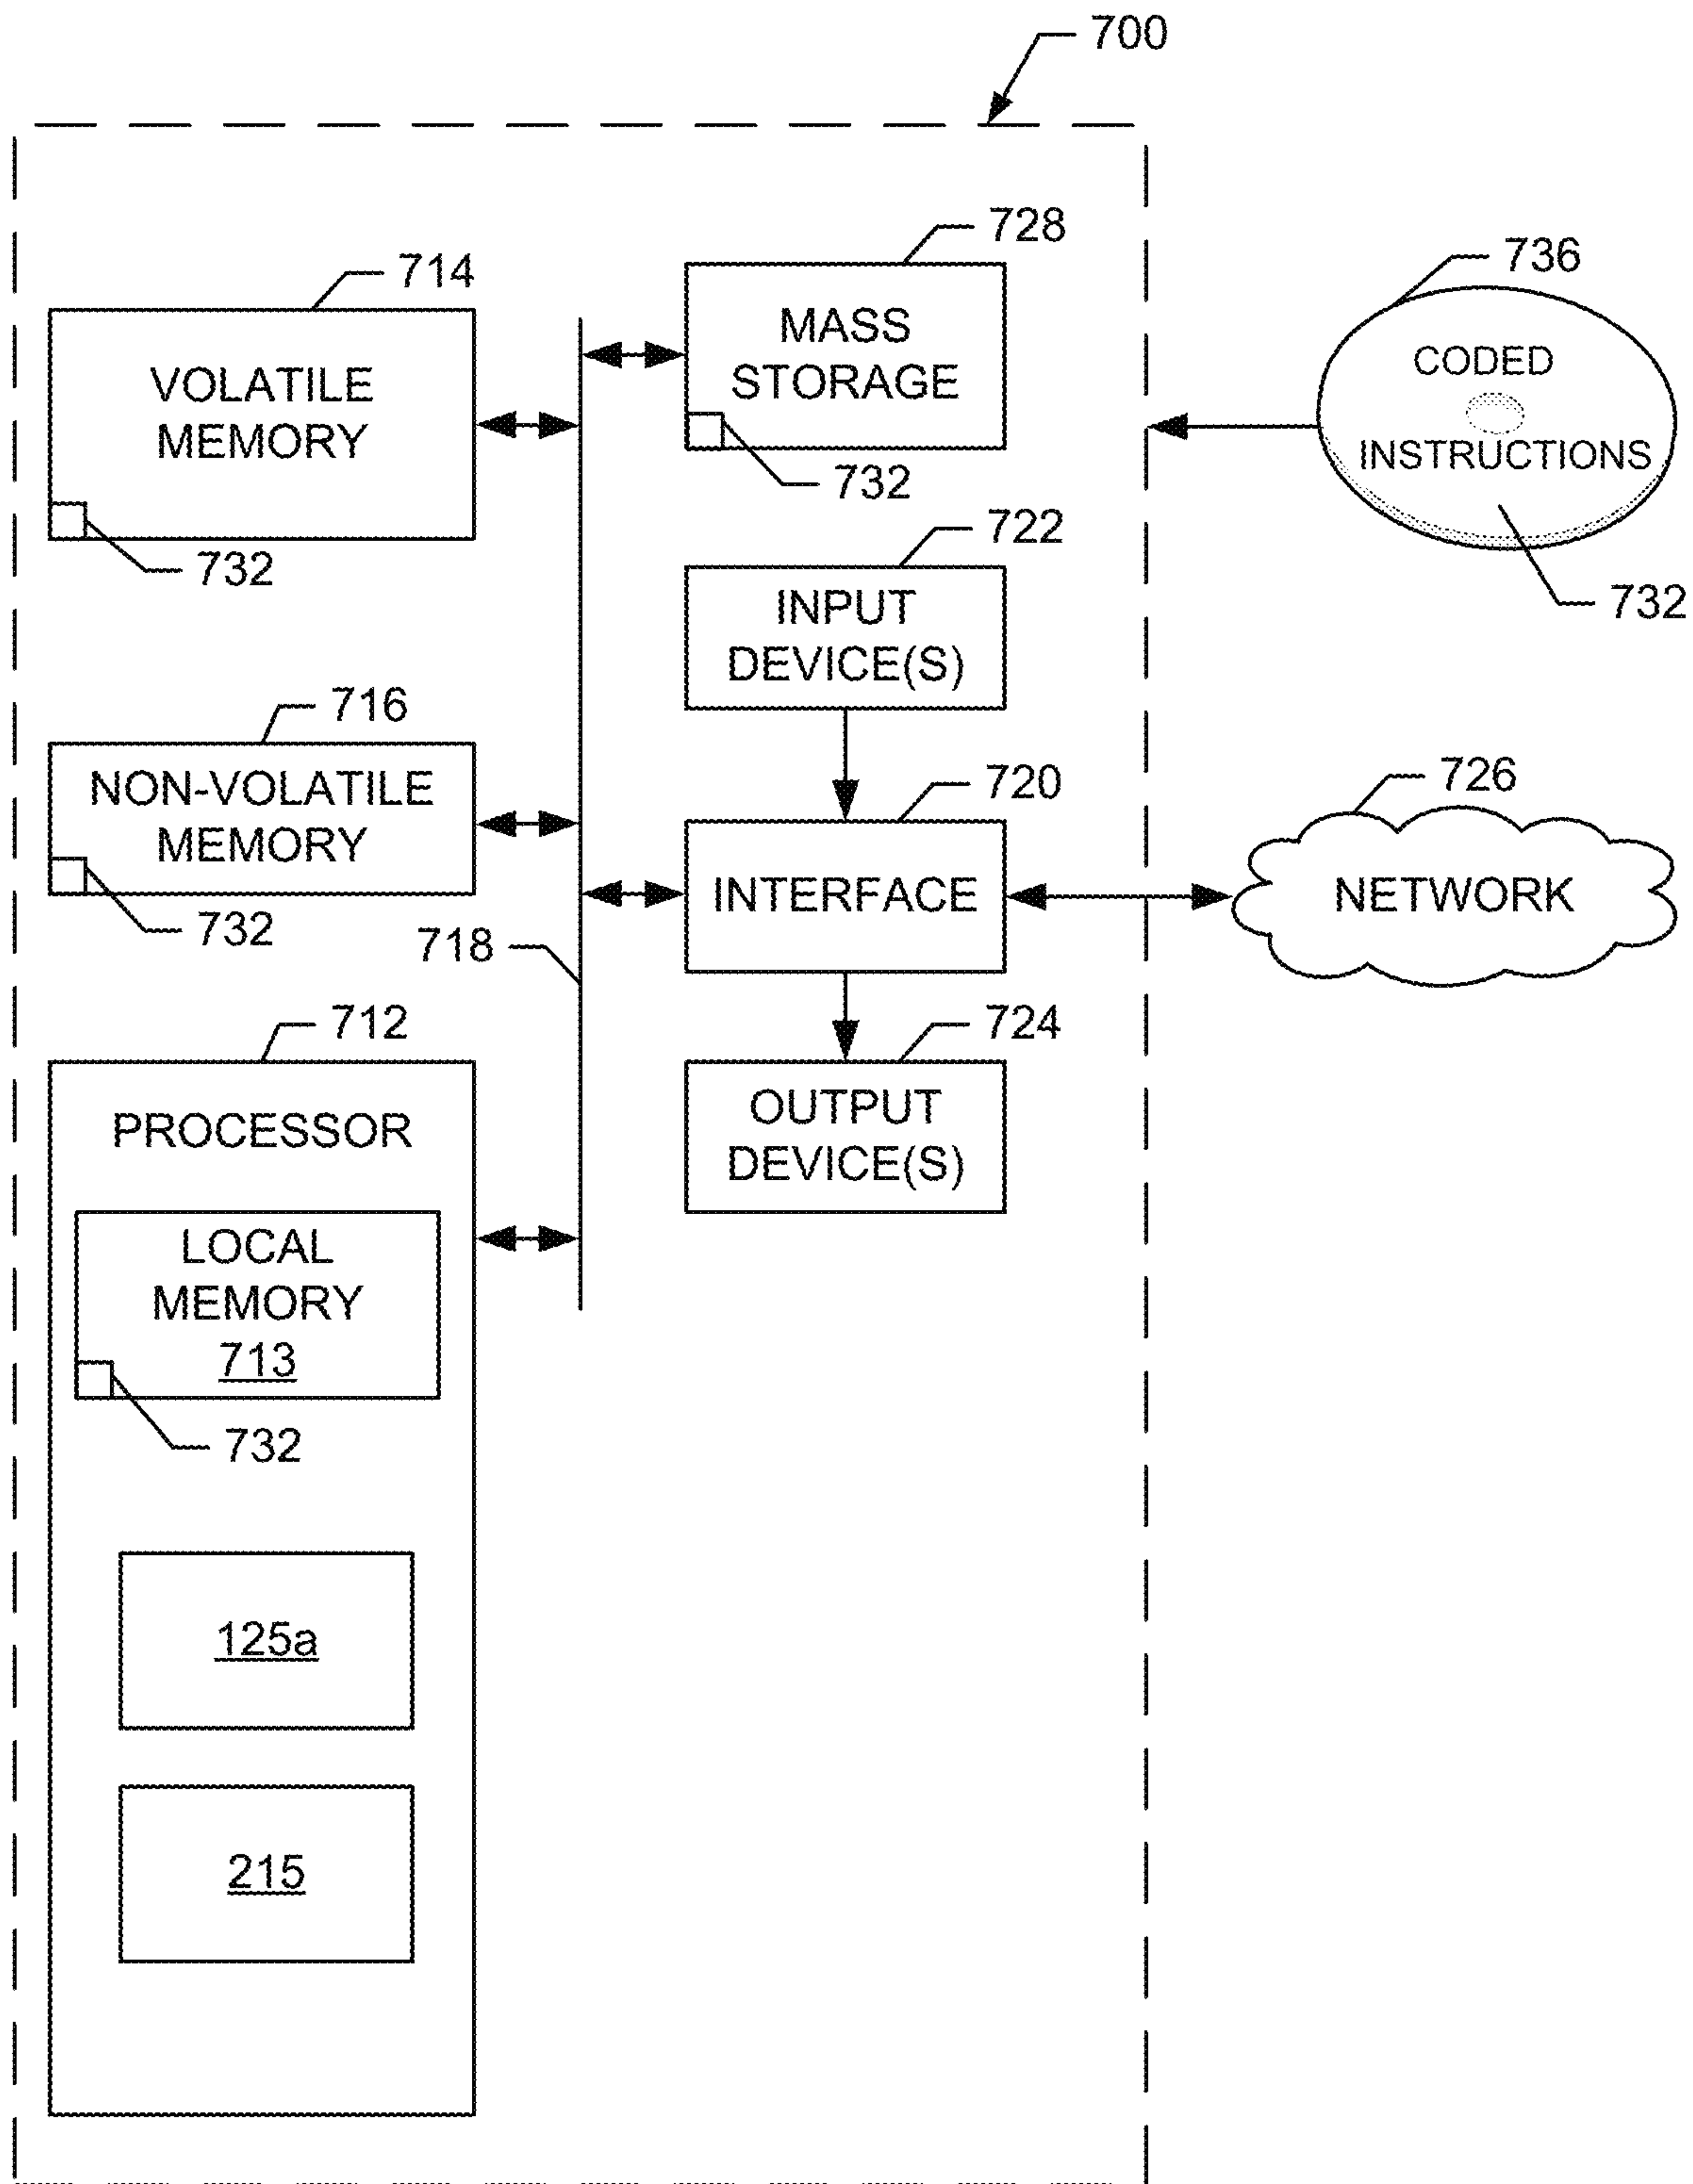 700
728
714
736
MASS
STORAGE
VOLATILE
MEMORY
CODED
INSTRUCTIONS
732
732
732
722
INPUT
DEVICE(S)
716
NON-VOLATILE
MEMORY
720
726
INTERFACE
NETWORK
732
718
712
724
PROCESSOR
OUTPUT
DEVICE(S)
LOCAL
MEMORY
713
732
125a
215